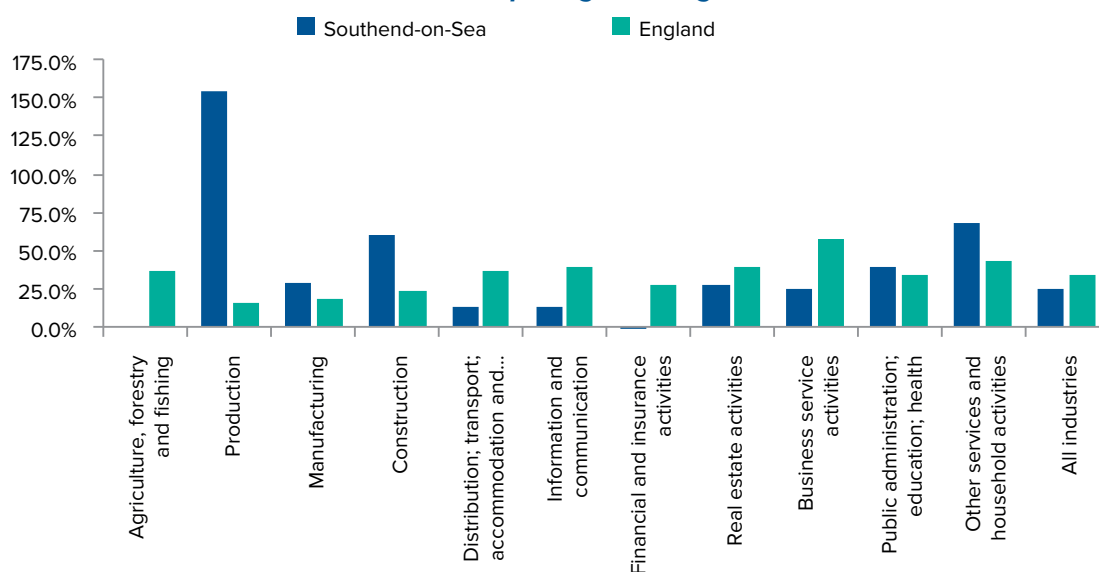 Southend-on-Sea
England
175.0%
150.0%
125.0%
100.0%
75.0%
50.0%
25.0%
0.0%
Agriculture, forestry
and fishing
Production
Manufacturing
Construction
Distribution; transport;
accommodation and...
Information and
communication
Financial and insurance
activities
Real estate activities
Business service
activities
Public administration;
education; health
Other services and
household activities
All industries